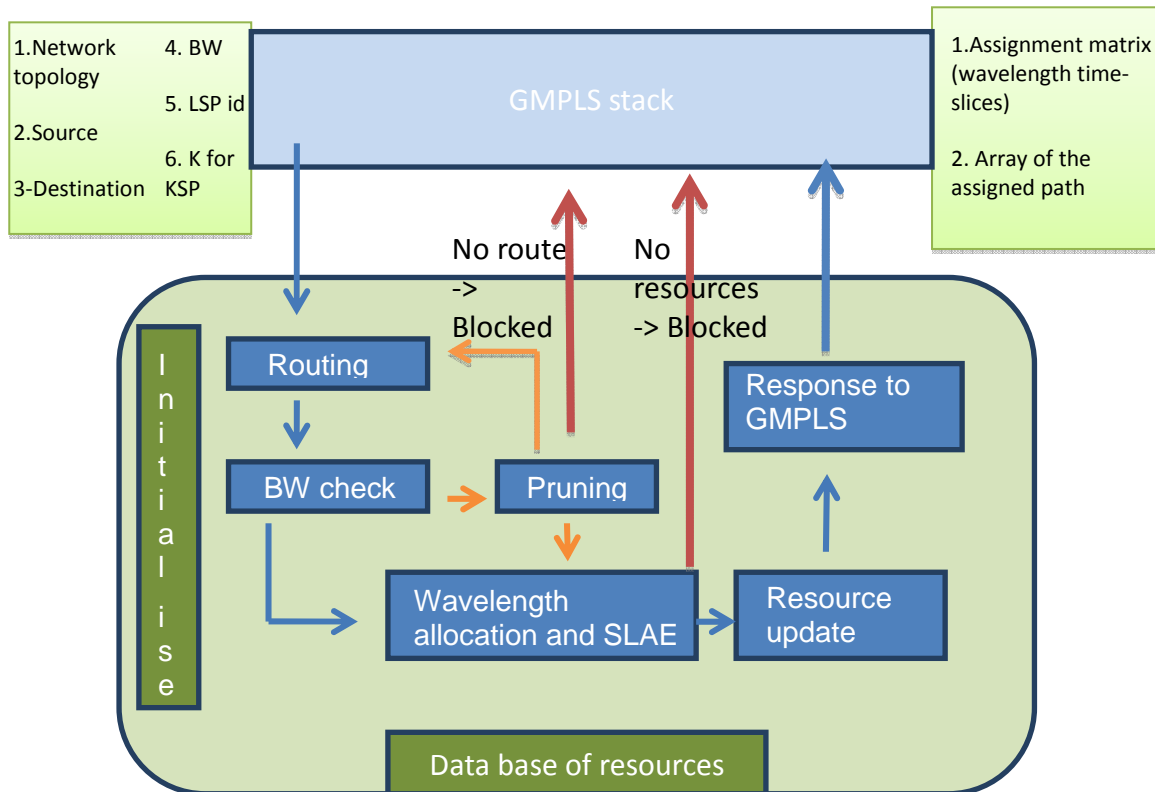 1.Network
topology
2.Source
3-Destination
4. BW
5. LSP id
6. K for
KSP
GMPLS stack
1.Assignment matrix
(wavelength time-
slices)
2. Array of the
assigned path
No route
->
Blocked
No
resources
-> Blocked
Initial ise
Routing
Response to
GMPLS
BW check
Pruning
Wavelength
allocation and SLAE
Resource
update
Data base of resources